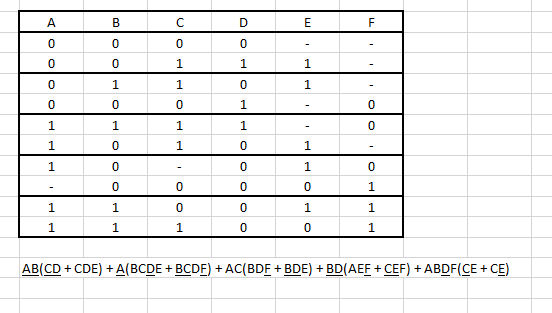 A B C D E F
0 0 0 0 - -
0 0 1 1 1 -
0 1 1 0 1 -
0 0 0 1 - 0
1 1 1 1 - 0
1 0 1 0 1 -
1 0 - 0 1 0
- 0 0 0 0 1
1 1 0 0 1 1
1 1 1 0 0 1
AB(CD + CDE) + A(BCDE + BCDF) + AC(BDF + BDE) + BD(AEF + CEF) + ABDF(CE + CE)